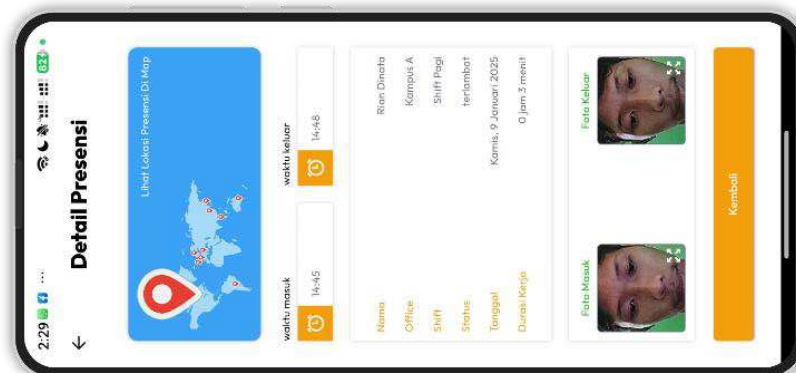 2:29 ... 82
Detail Presensi
Lihat Lokasi Presensi Di Map
waktu masuk waktu keluar
14:45 14:48
Nama Rian Dinata
Office Kampus A
Shift Shift Pagi
Status terlambat
Tanggal Kamis, 9 Januari 2025
Durasi Kerja 0 jam 3 menit
Foto Masuk Foto Keluar
Kembali